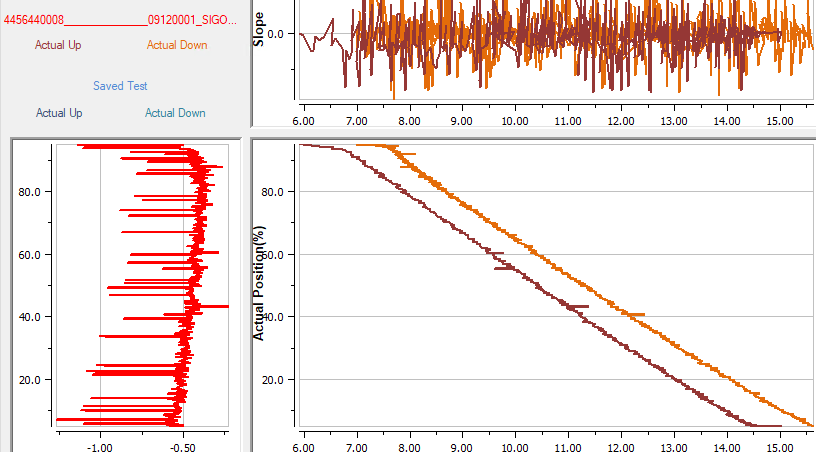 4456440008_______________09120001_SIGO...
Actual Up Actual Down
Saved Test
Actual Up Actual Down
Slope
0.0
6.00 7.00 8.00 9.00 10.00 11.00 12.00 13.00 14.00 15.00
80.0
60.0
40.0
20.0
-1.00 -0.50
Actual Position(%)
80.0
60.0
40.0
20.0
6.00 7.00 8.00 9.00 10.00 11.00 12.00 13.00 14.00 15.00